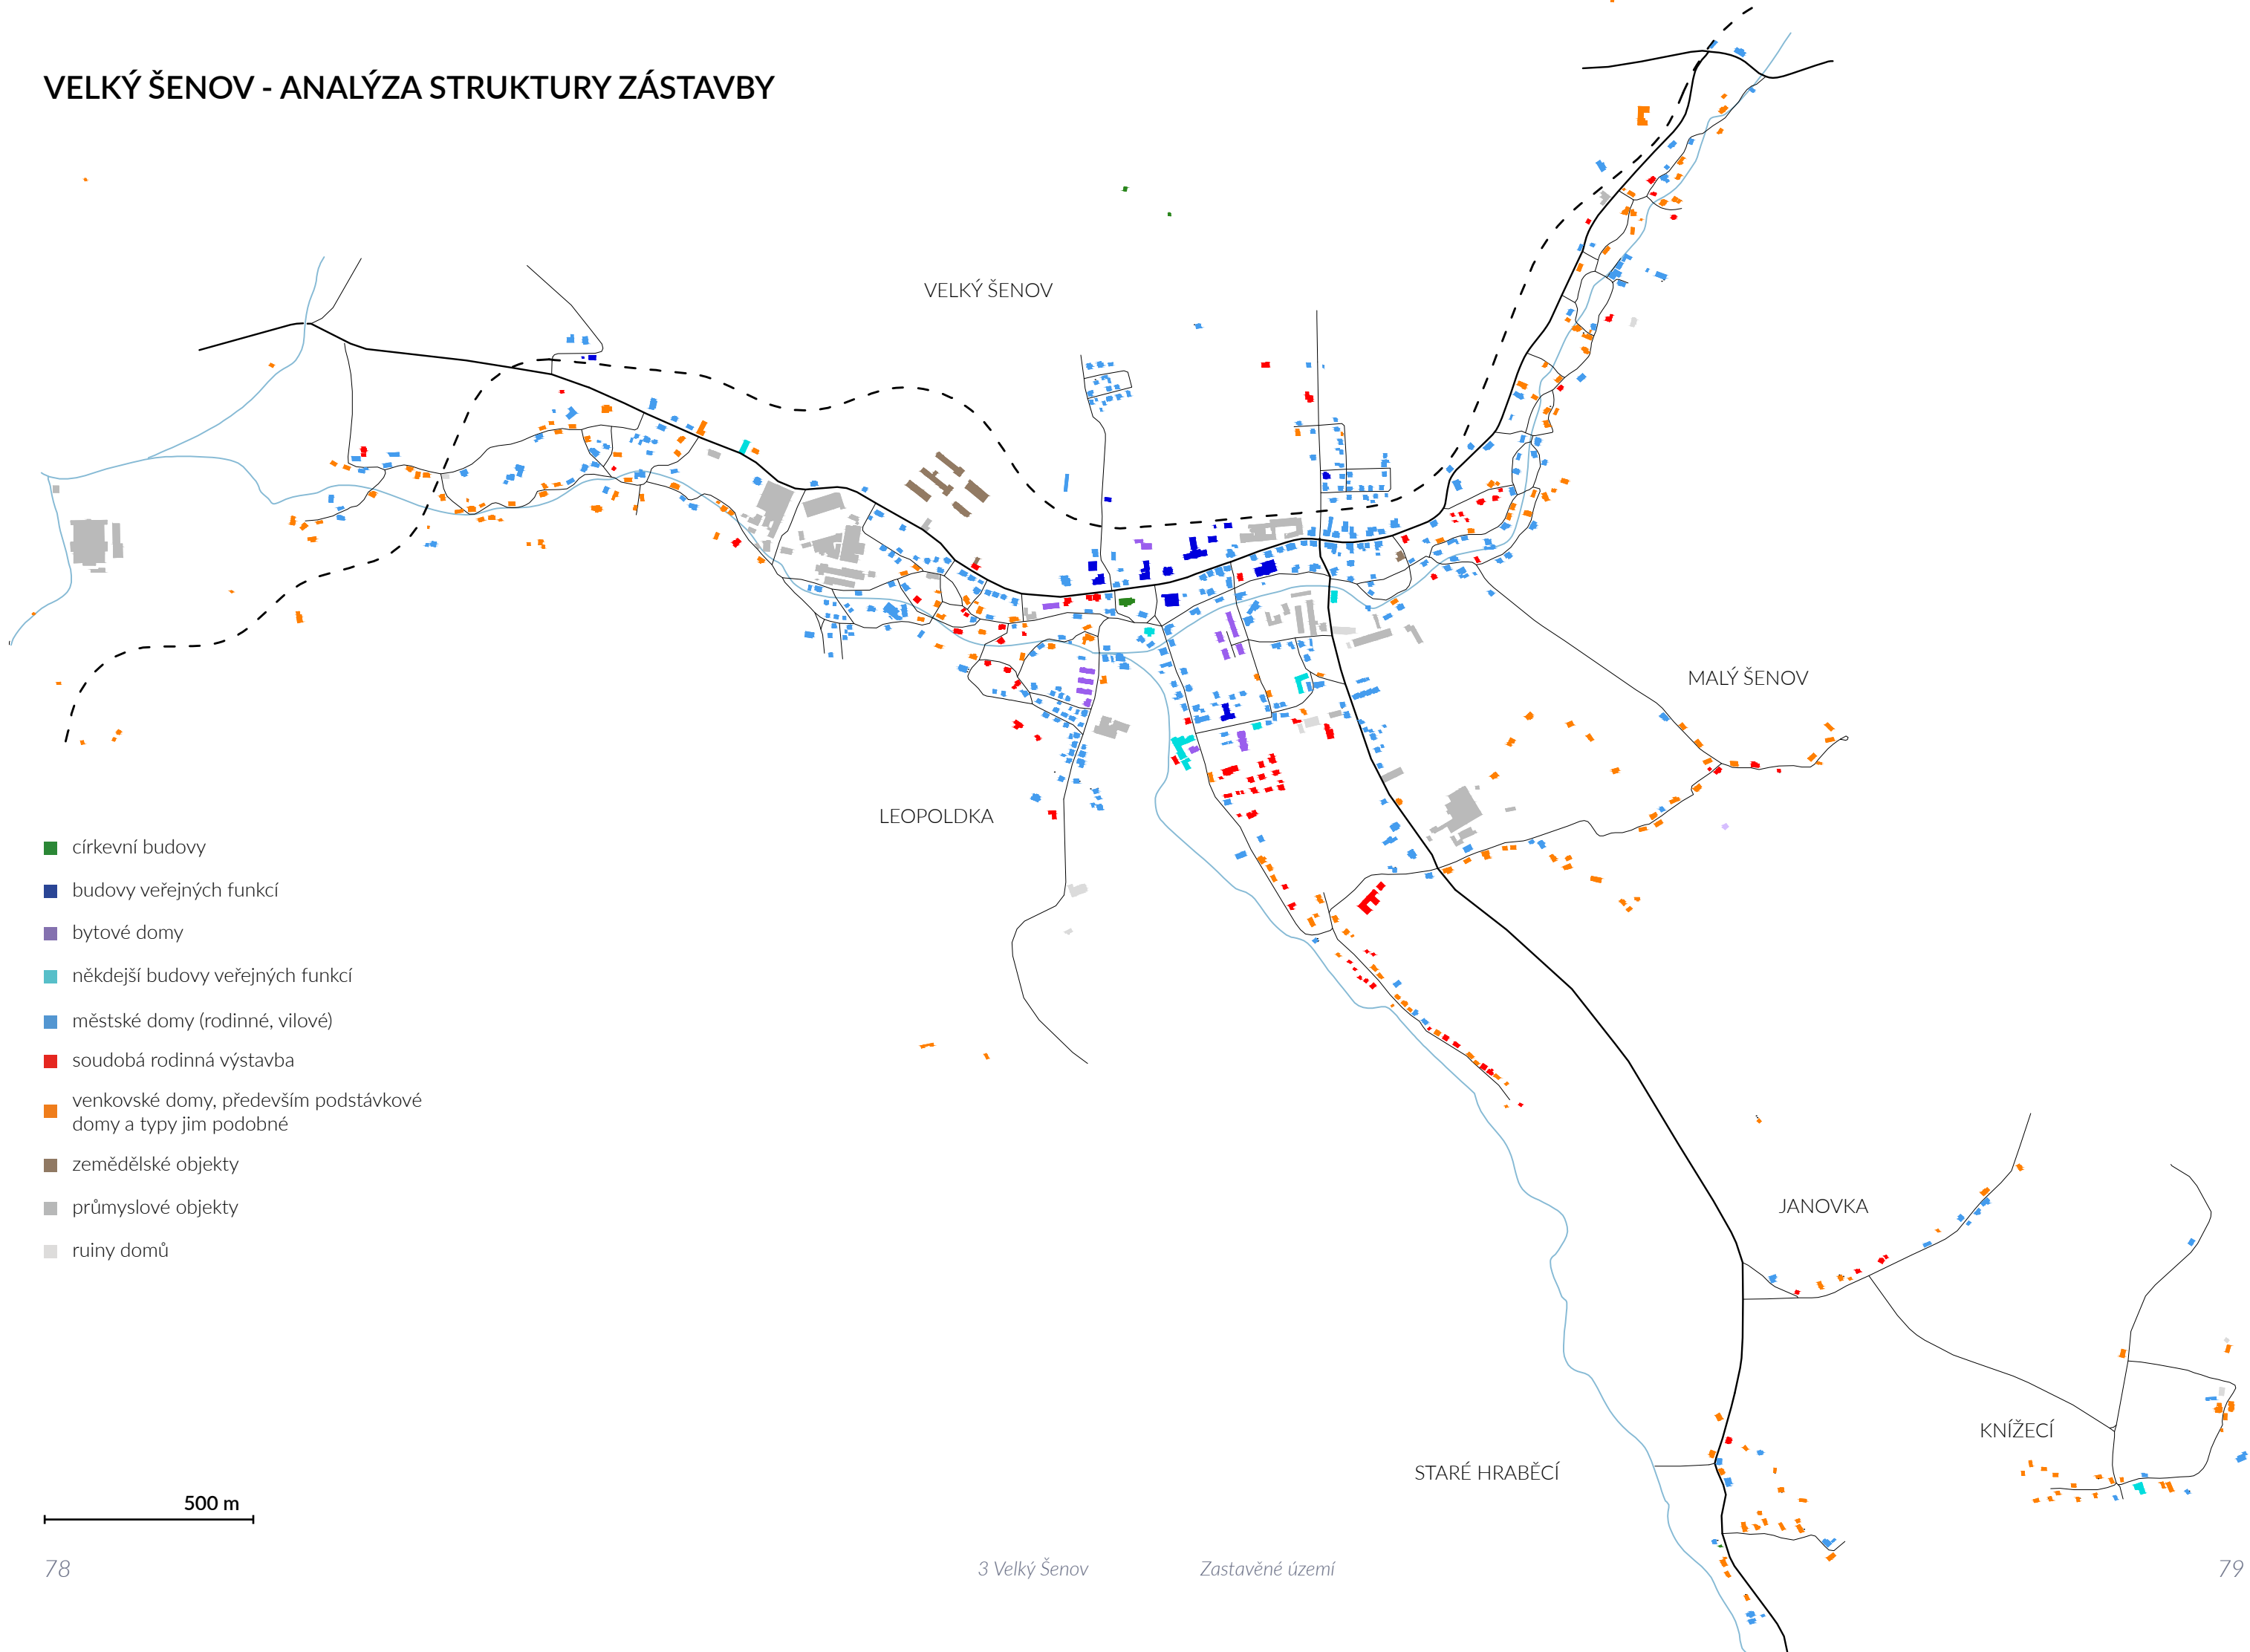 VELKÝ ŠENOV - ANALÝZA STRUKTURY ZÁSTAVBY
VELKÝ ŠENOV
MALÝ ŠENOV
LEOPOLDKA
církevní budovy
budovy veřejných funkcí
bytové domy
někdejší budovy veřejných funkcí
městské domy (rodinné, vilové)
soudobá rodinná výstavba
venkovské domy, především podstávkové
domy a typy jim podobné
zemědělské objekty
průmyslové objekty
ruiny domů
JANOVKA
KNÍŽECÍ
STARÉ HRABĚCÍ
500 m
78
3 Velký Šenov
Zastavěné území
79